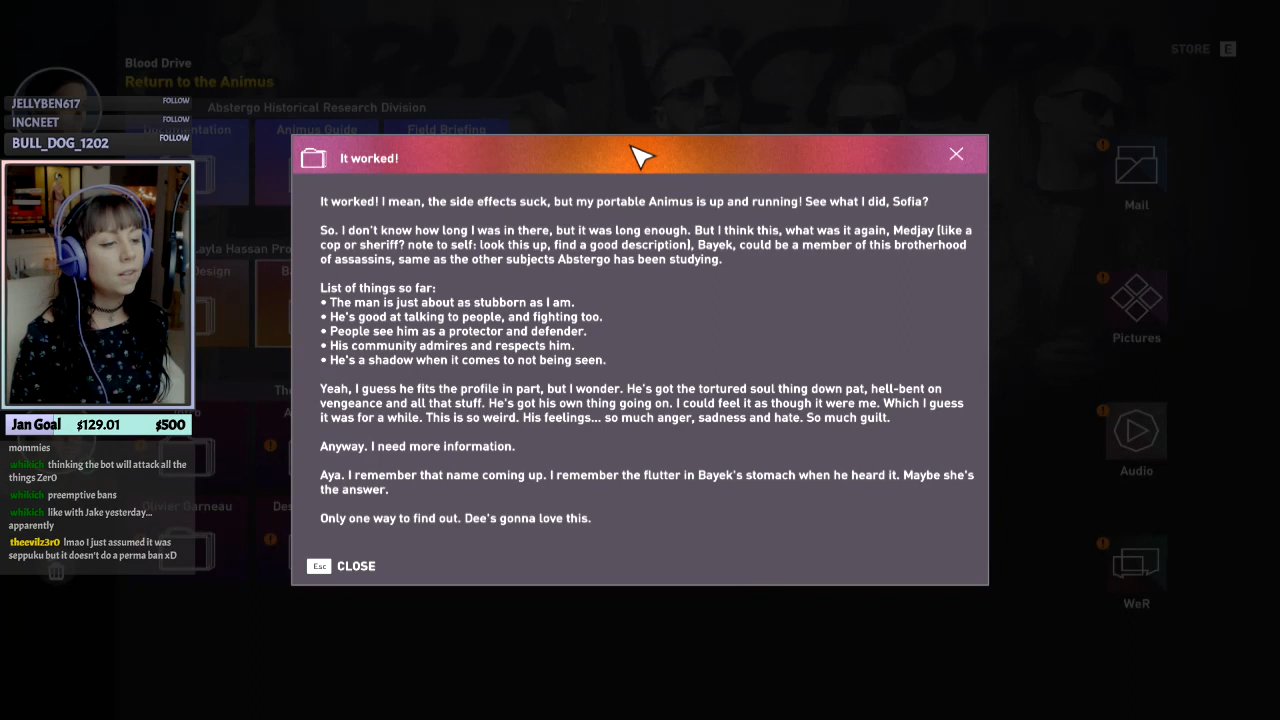 STORE E
Blood Drive
Return to the Animus
Abstergo Historical Research Division
JELLYBEN617 FOLLOW
INCNEET FOLLOW
BULL_DOG_1202 FOLLOW
Animus Guide
Field Briefing
It worked!
It worked! I mean, the side effects suck, but my portable Animus is up and running! See what I did, Sofia?
So. I don't know how long I was in there, but it was long enough. But I think this, what was it again, Medjay (like a
cop or sheriff? note to self: look this up, find a good description), Bayek, could be a member of this brotherhood
of assassins, same as the other subjects Abstergo has been studying.
List of things so far:
• The man is just about as stubborn as I am.
• He's good at talking to people, and fighting too.
• People see him as a protector and defender.
• His community admires and respects him.
• He's a shadow when it comes to not being seen.
Yeah, I guess he fits the profile in part, but I wonder. He's got the tortured soul thing down pat, hell-bent on
vengeance and all that stuff. He's got his own thing going on. I could feel it as though it were me. Which I guess
it was for a while. This is so weird. His feelings... so much anger, sadness and hate. So much guilt.
Anyway. I need more information.
Aya. I remember that name coming up. I remember the flutter in Bayek's stomach when he heard it. Maybe she's
the answer.
Only one way to find out. Dee's gonna love this.
Esc CLOSE
Mail
Pictures
Audio
WeR
Layla Hassan Pro
Design
Jan Goal $129.01 $500
mommies
whikich thinking the bot will attack all the
things Zer0
whikich preemptive bans
whikich like with Jake yesterday...
apparently
theevilz3r0 lmao I just assumed it was
seppuku but it doesn't do a perma ban xD
Olivier Garneau